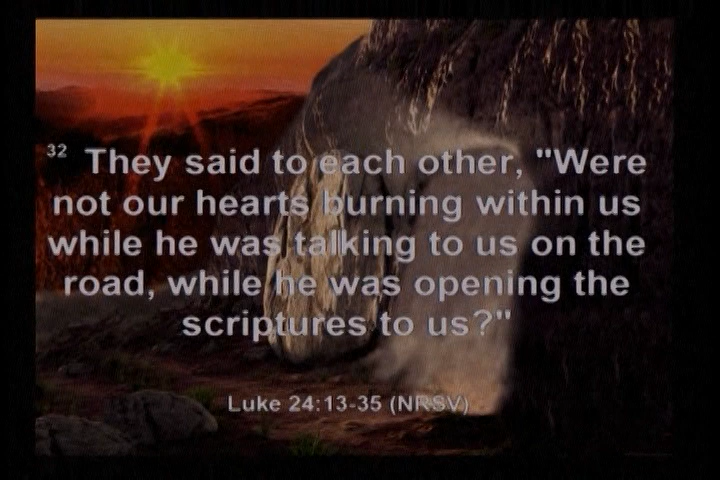 32 They said to each other, "Were
not our hearts burning within us
while he was talking to us on the
road, while he was opening the
scriptures to us?"
Luke 24:13-35 (NRSV)